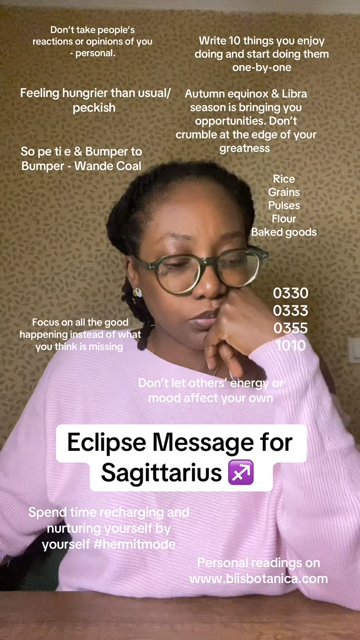 Don't take people's
reactions or opinions of you
- personal.
Write 10 things you enjoy
doing and start doing them
one-by-one
Feeling hungrier than usual/
peckish
Autumn equinox & Libra
season is bringing you
opportunities. Don't
crumble at the edge of your
greatness
So pe ti e & Bumper to
Bumper - Wande Coal
Rice
Grains
Pulses
Flour
Baked goods
0330
0333
0355
1010
Focus on all the good
happening instead of what
you think is missing
Don't let others' energy or
mood affect your own
Eclipse Message for
Sagittarius ♐
Spend time recharging and
nurturing yourself by
yourself #hermitmode
Personal readings on
www.blisbotanica.com